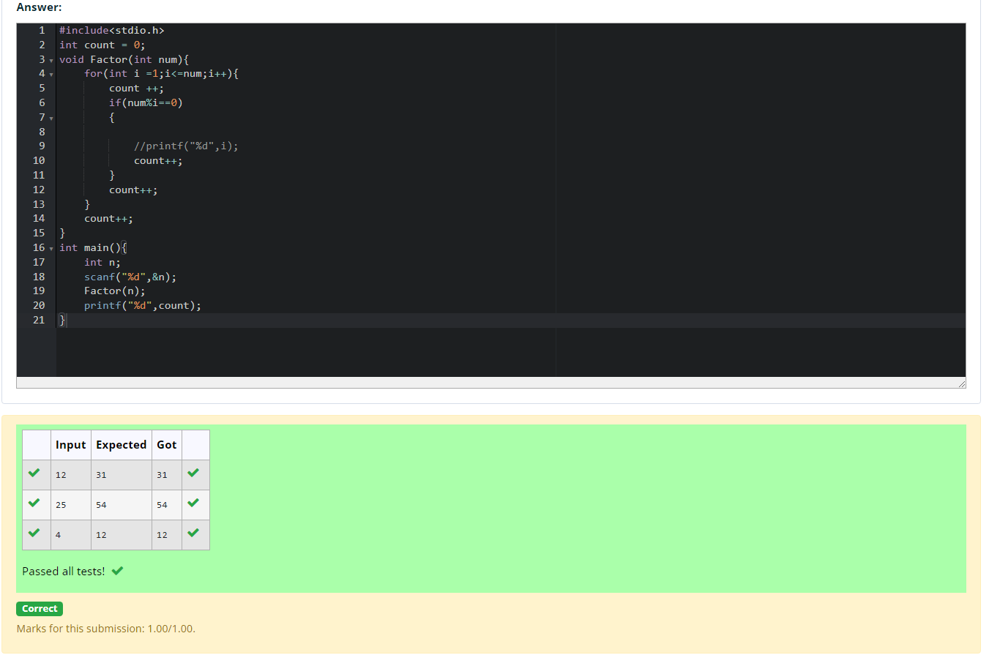 Answer:
1 #include<stdio.h>
2 int count = 0;
3 void Factor(int num){
4     for(int i =1;i<=num;i++){
5         count ++;
6         if(num%i==0)
7         {
8
9             //printf("%d",i);
10             count++;
11         }
12         count++;
13     }
14     count++;
15 }
16 int main(){
17     int n;
18     scanf("%d",&n);
19     Factor(n);
20     printf("%d",count);
21 }
Input Expected Got
12 31 31
25 54 54
4 12 12
Passed all tests!
Correct
Marks for this submission: 1.00/1.00.